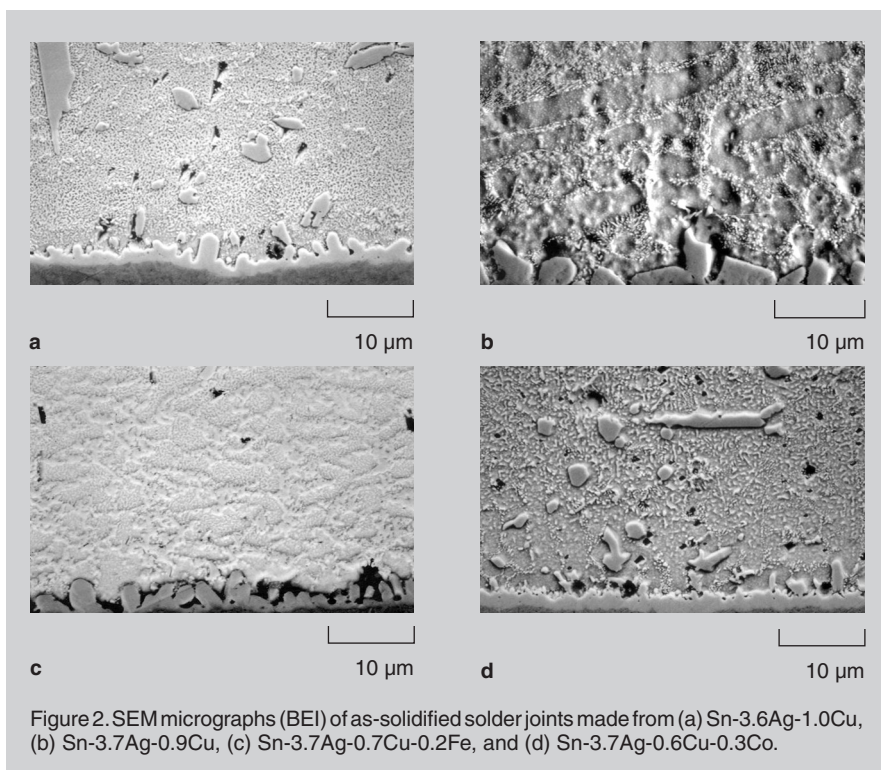 a
10 µm
b
10 µm
c
10 µm
d
10 µm
Figure 2. SEM micrographs (BEI) of as-solidified solder joints made from (a) Sn-3.6Ag-1.0Cu,
(b) Sn-3.7Ag-0.9Cu, (c) Sn-3.7Ag-0.7Cu-0.2Fe, and (d) Sn-3.7Ag-0.6Cu-0.3Co.